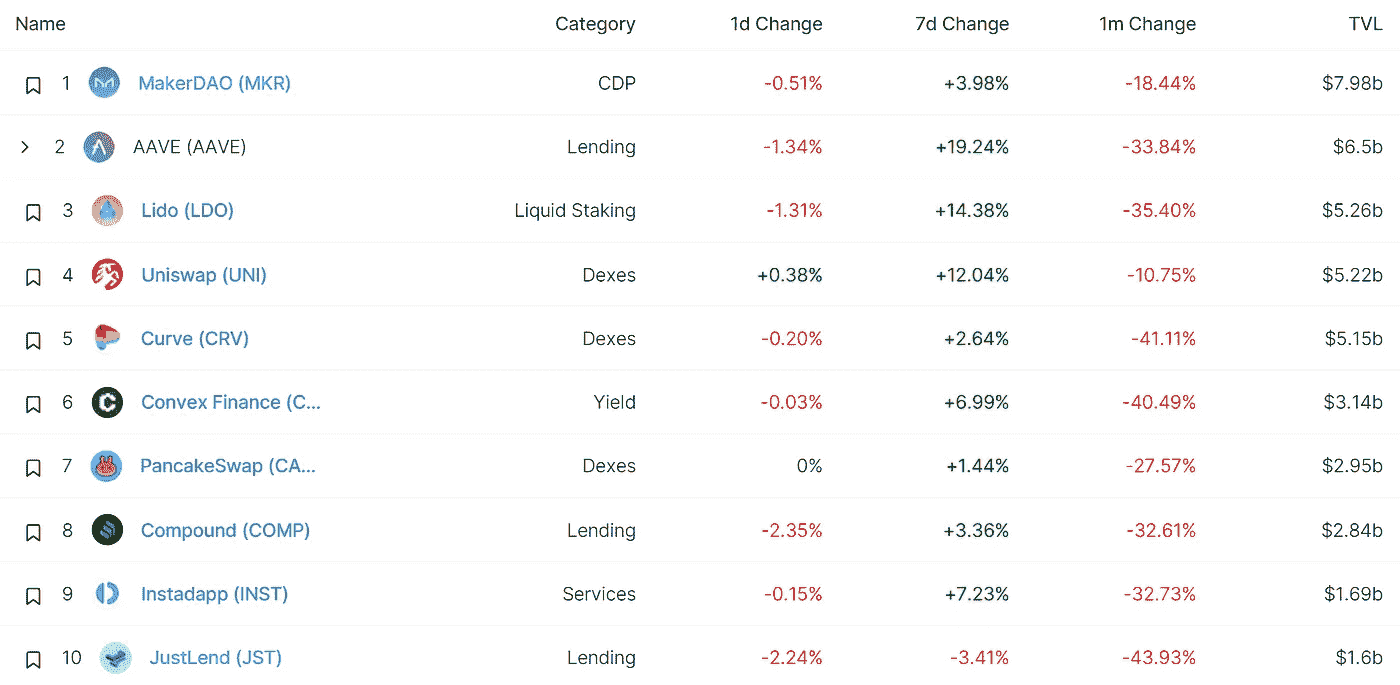 Name Category 1d Change 7d Change 1m Change TVL
1 MakerDAO (MKR) CDP -0.51% +3.98% -18.44% $7.98b
2 AAVE (AAVE) Lending -1.34% +19.24% -33.84% $6.5b
3 Lido (LDO) Liquid Staking -1.31% +14.38% -35.40% $5.26b
4 Uniswap (UNI) Dexes +0.38% +12.04% -10.75% $5.22b
5 Curve (CRV) Dexes -0.20% +2.64% -41.11% $5.15b
6 Convex Finance (C... Yield -0.03% +6.99% -40.49% $3.14b
7 PancakeSwap (CA... Dexes 0% +1.44% -27.57% $2.95b
8 Compound (COMP) Lending -2.35% +3.36% -32.61% $2.84b
9 Instadapp (INST) Services -0.15% +7.23% -32.73% $1.69b
10 JustLend (JST) Lending -2.24% -3.41% -43.93% $1.6b